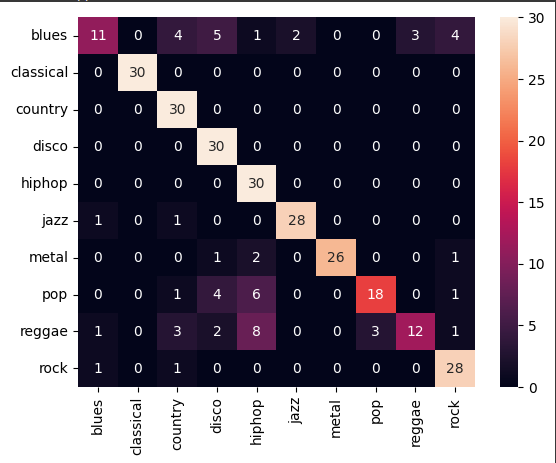 blues 11 0 4 5 1 2 0 0 3 4
classical 0 30 0 0 0 0 0 0 0 0
country 0 0 30 0 0 0 0 0 0 0
disco 0 0 0 30 0 0 0 0 0 0
hiphop 0 0 0 0 30 0 0 0 0 0
jazz 1 0 1 0 0 28 0 0 0 0
metal 0 0 0 1 2 0 26 0 0 1
pop 0 0 1 4 6 0 0 18 0 1
reggae 1 0 3 2 8 0 0 3 12 1
rock 1 0 1 0 0 0 0 0 0 28
blues classical country disco hiphop jazz metal pop reggae rock
30
25
20
15
10
5
0